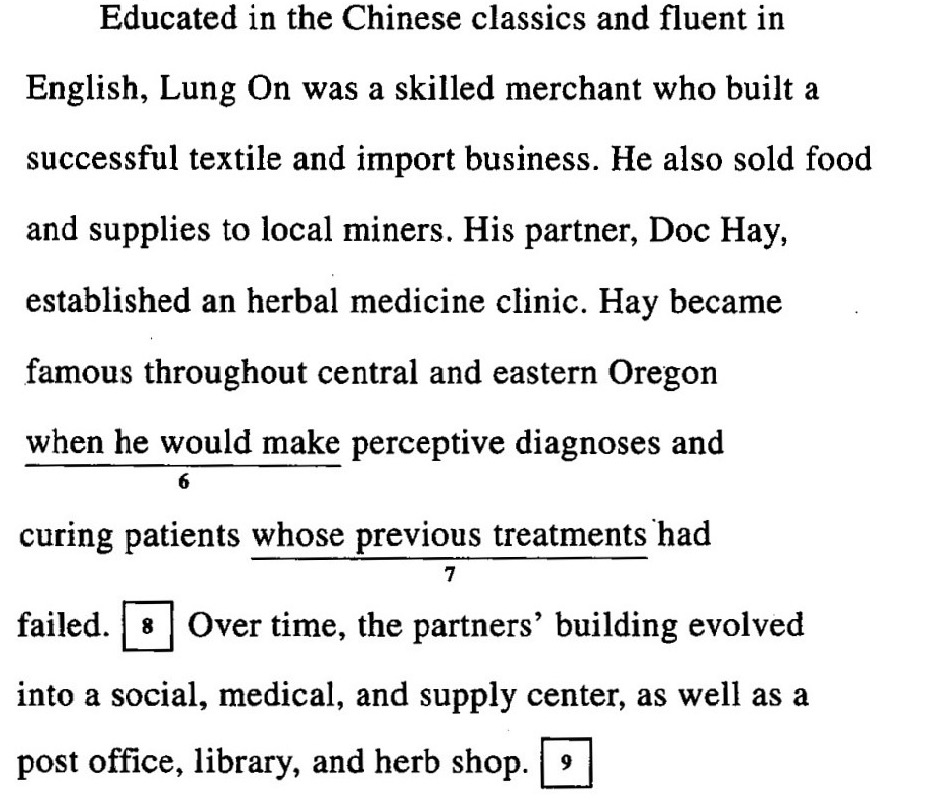 Educated in the Chinese classics and fluent in
English, Lung On was a skilled merchant who built a
successful textile and import business. He also sold food
and supplies to local miners. His partner, Doc Hay,
established an herbal medicine clinic. Hay became
famous throughout central and eastern Oregon
when he would make perceptive diagnoses and
6
curing patients whose previous treatments had
7
failed. 8 Over time, the partners’ building evolved
into a social, medical, and supply center, as well as a
post office, library, and herb shop. 9